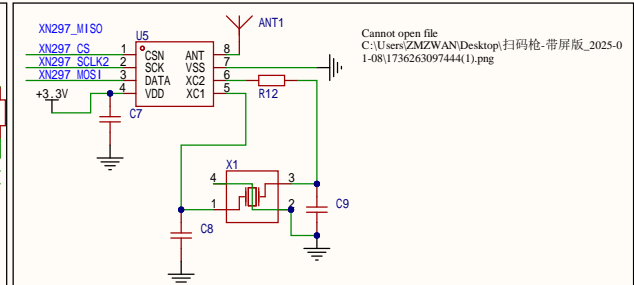 XN297_MISO
U5
ANT1
XN297_CS 1 CSN ANT 8
XN297_SCLK2 2 SCK VSS 7
XN297_MOSI 3 DATA XC2 6
+3.3V 4 VDD XC1 5
R12
C7
X1
4 3
1 2
C8
C9
Cannot open file
C:\Users\ZMZWAN\Desktop\扫码枪-带屏版_2025-0
1-08\1736263097444(1).png